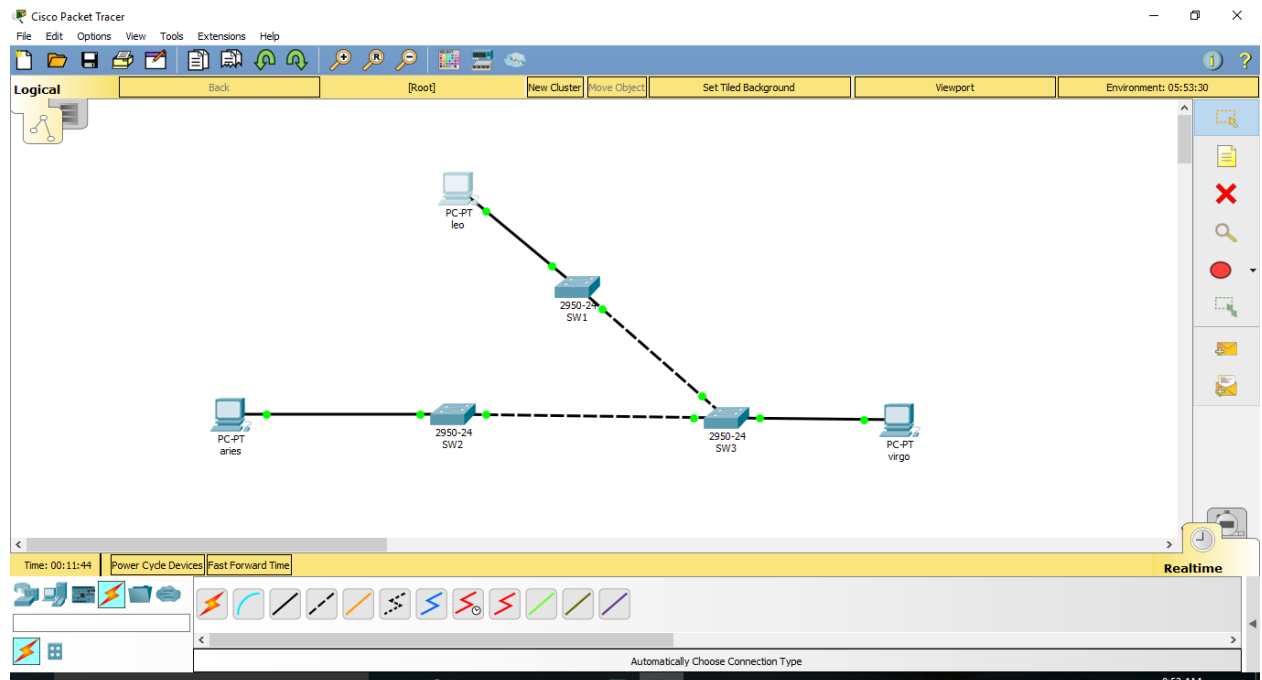 Cisco Packet Tracer
File Edit Options View Tools Extensions Help
Logical Back [Root] New Cluster Move Object Set Tiled Background Viewport Environment: 05:53:30
PC-PT
leo
2950-24
SW1
PC-PT
aries
2950-24
SW2
2950-24
SW3
PC-PT
virgo
Time: 00:11:44 Power Cycle Devices Fast Forward Time Realtime
Automatically Choose Connection Type